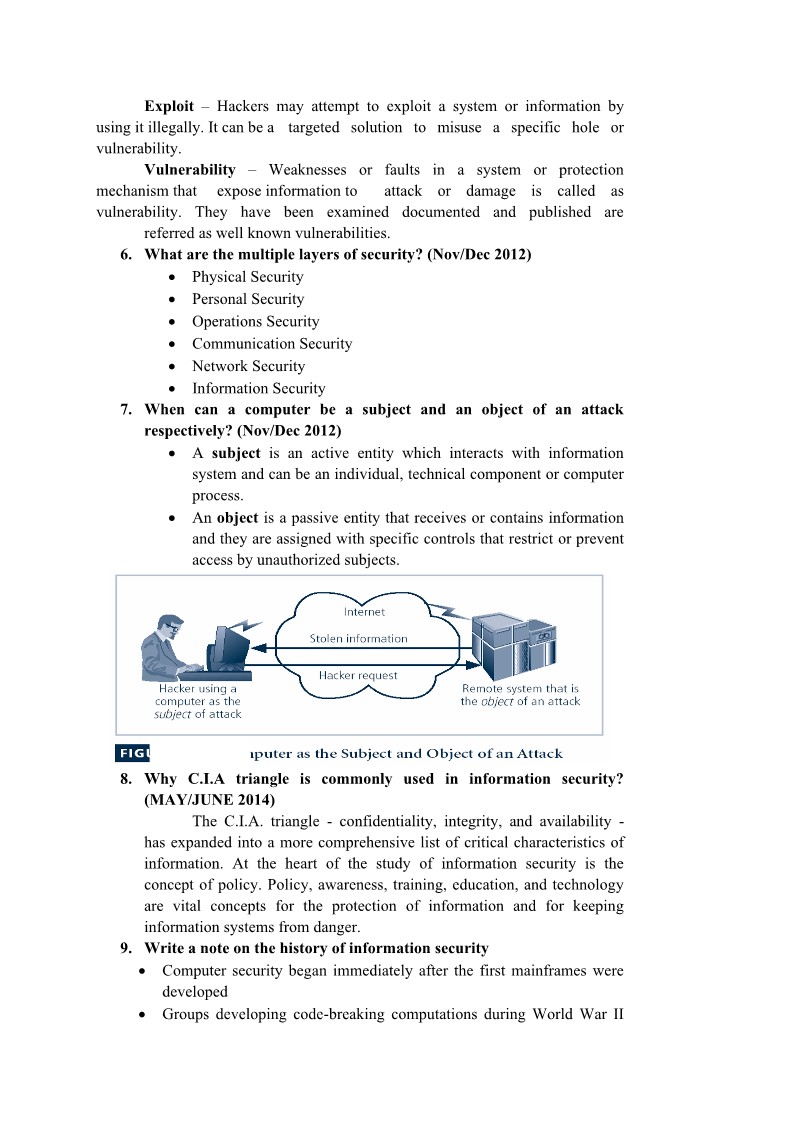 Exploit – Hackers may attempt to exploit a system or information by
using it illegally. It can be a targeted solution to misuse a specific hole or
vulnerability.
Vulnerability – Weaknesses or faults in a system or protection
mechanism that expose information to attack or damage is called as
vulnerability. They have been examined documented and published are
referred as well known vulnerabilities.
6. What are the multiple layers of security? (Nov/Dec 2012)
• Physical Security
• Personal Security
• Operations Security
• Communication Security
• Network Security
• Information Security
7. When can a computer be a subject and an object of an attack
respectively? (Nov/Dec 2012)
• A subject is an active entity which interacts with information
system and can be an individual, technical component or computer
process.
• An object is a passive entity that receives or contains information
and they are assigned with specific controls that restrict or prevent
access by unauthorized subjects.
Internet
Stolen information
Hacker request
Hacker using a
computer as the
subject of attack
Remote system that is
the object of an attack
as the Subject and Object of an Attack
8. Why C.I.A triangle is commonly used in information security?
(MAY/JUNE 2014)
The C.I.A. triangle - confidentiality, integrity, and availability -
has expanded into a more comprehensive list of critical characteristics of
information. At the heart of the study of information security is the
concept of policy. Policy, awareness, training, education, and technology
are vital concepts for the protection of information and for keeping
information systems from danger.
9. Write a note on the history of information security
• Computer security began immediately after the first mainframes were
developed
• Groups developing code-breaking computations during World War II